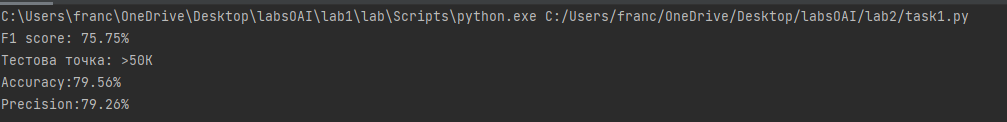 C:\Users\franc\OneDrive\Desktop\labsOAI\lab1\lab\Scripts\python.exe C:/Users/franc/OneDrive/Desktop/labsOAI/lab2/task1.py
F1 score: 75.75%
Тестова точка: >50K
Accuracy:79.56%
Precision:79.26%